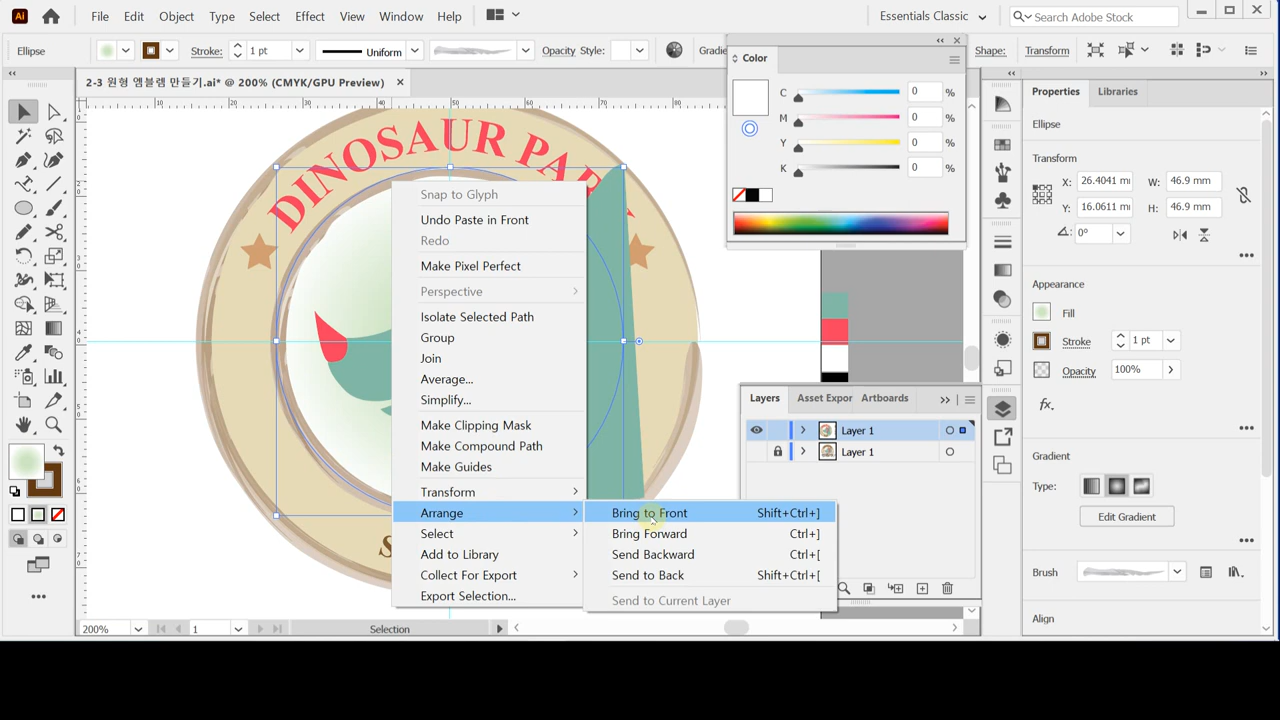 Ai
File Edit Object Type Select Effect View Window Help
Essentials Classic
Search Adobe Stock
Ellipse
Stroke: 1 pt
Uniform
Opacity Style:
Shape:
Transform
2-3 원형 엠블렘 만들기.ai* @ 200% (CMYK/GPU Preview)
Color
C 0 %
M 0 %
Y 0 %
K 0 %
Properties Libraries
Ellipse
Transform
X: 26.4041 m W: 46.9 mm
Y: 16.0611 m H: 46.9 mm
0°
Appearance
Fill
Stroke 1 pt
Opacity 100%
fx.
Gradient
Type:
Edit Gradient
Brush
Align
Snap to Glyph
Undo Paste in Front
Redo
Make Pixel Perfect
Perspective
Isolate Selected Path
Group
Join
Average...
Simplify...
Make Clipping Mask
Make Compound Path
Make Guides
Transform
Arrange
Select
Add to Library
Collect For Export
Export Selection...
Bring to Front Shift+Ctrl+]
Bring Forward Ctrl+]
Send Backward Ctrl+[
Send to Back Shift+Ctrl+[
Send to Current Layer
Layers Asset Expor Artboards
Layer 1
Layer 1
DINOSAUR PA
S
200% 1 Selection